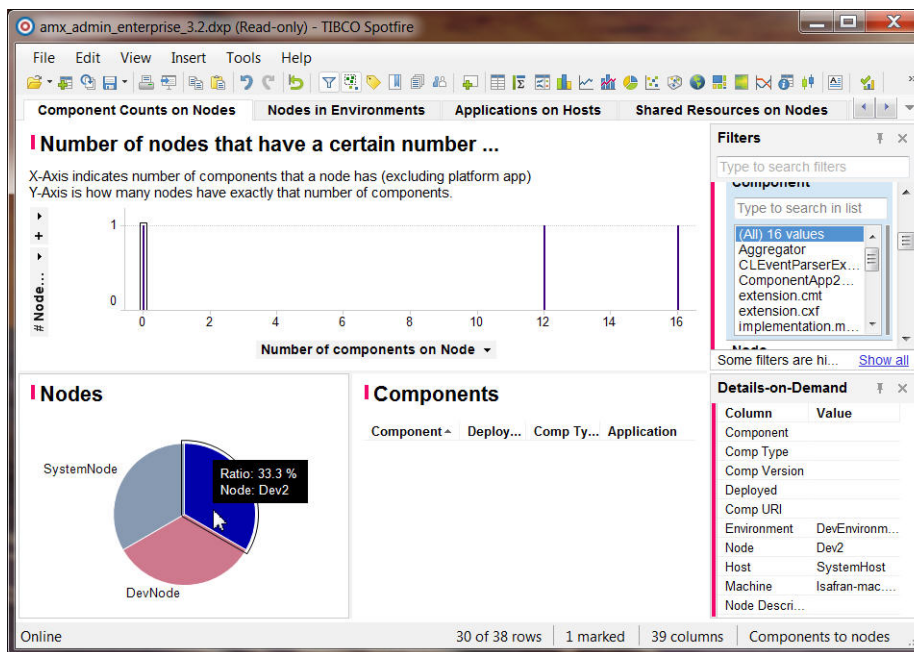 amx_admin_enterprise_3.2.dxp (Read-only) - TIBCO Spotfire
File Edit View Insert Tools Help
Component Counts on Nodes Nodes in Environments Applications on Hosts Shared Resources on Nodes
Number of nodes that have a certain number ...
X-Axis indicates number of components that a node has (excluding platform app)
Y-Axis is how many nodes have exactly that number of components.
# Node...
1
0
0 2 4 6 8 10 12 14 16
Number of components on Node
Filters
Type to search filters
Component
Type to search in list
(All) 16 values
Aggregator
CLEventParserEx...
ComponentApp2...
extension.cmt
extension.cxf
implementation.m...
Node
Some filters are hi... Show all
Nodes
SystemNode
Ratio: 33.3 %
Node: Dev2
DevNode
Components
Component Deploy... Comp Ty... Application
Details-on-Demand
Column Value
Component
Comp Type
Comp Version
Deployed
Comp URI
Environment DevEnvironm...
Node Dev2
Host SystemHost
Machine lsafran-mac....
Node Descri...
Online 30 of 38 rows 1 marked 39 columns Components to nodes